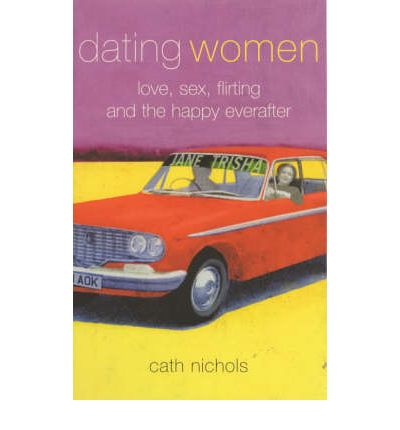 dating women
love, sex, flirting
and the happy everafter
JANE TRISHA
AOK
cath nichols